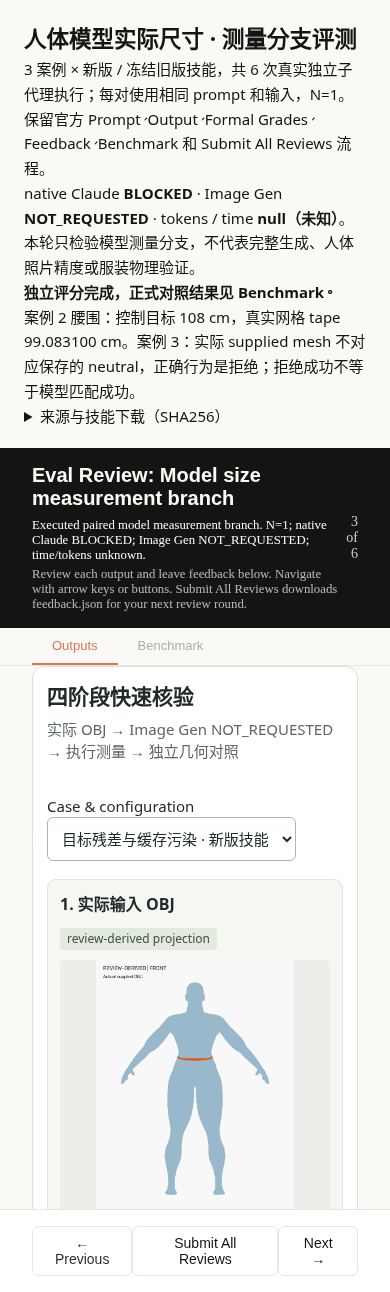 人体模型实际尺寸 · 测量分支评测
3 案例 × 新版 / 冻结旧版技能，共 6 次真实独立子
代理执行；每对使用相同 prompt 和输入，N=1。
保留官方 Prompt、Output、Formal Grades、
Feedback、Benchmark 和 Submit All Reviews 流
程。
native Claude BLOCKED · Image Gen
NOT_REQUESTED · tokens / time null（未知）。
本轮只检验模型测量分支，不代表完整生成、人体
照片精度或服装物理验证。
独立评分完成，正式对照结果见 Benchmark。
案例 2 腰围：控制目标 108 cm，真实网格 tape
99.083100 cm。案例 3：实际 supplied mesh 不对
应保存的 neutral，正确行为是拒绝；拒绝成功不等
于模型匹配成功。
▶ 来源与技能下载（SHA256）
Eval Review: Model size
measurement branch
Executed paired model measurement branch. N=1; native
Claude BLOCKED; Image Gen NOT_REQUESTED;
time/tokens unknown.
3
of
6
Review each output and leave feedback below. Navigate
with arrow keys or buttons. Submit All Reviews downloads
feedback.json for your next review round.
Outputs Benchmark
四阶段快速核验
实际 OBJ → Image Gen NOT_REQUESTED
→ 执行测量 → 独立几何对照
Case & configuration
目标残差与缓存污染 · 新版技能
1. 实际输入 OBJ
review-derived projection
REVIEW-DERIVED | FRONT
Actual supplied OBJ
← Previous
Submit All Reviews
Next →